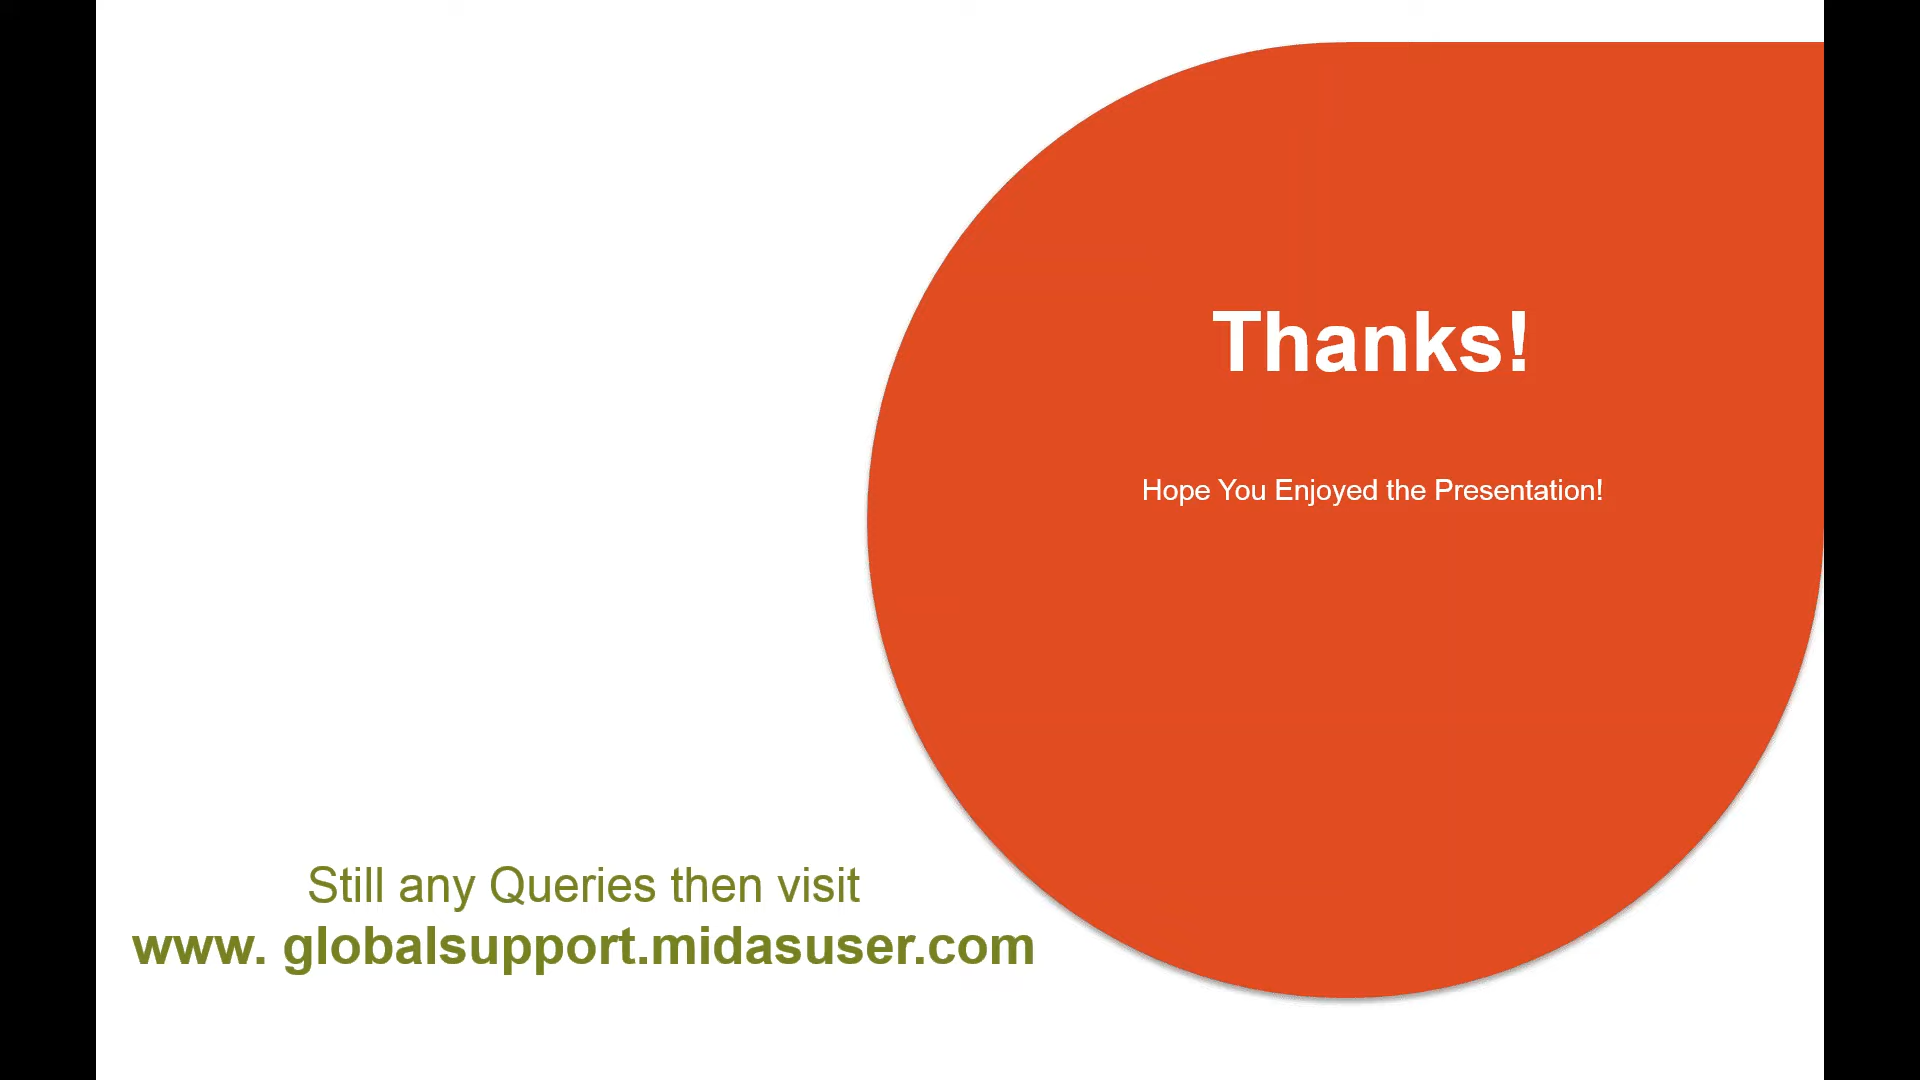 Thanks!
Hope You Enjoyed the Presentation!
Still any Queries then visit
www. globalsupport.midasuser.com